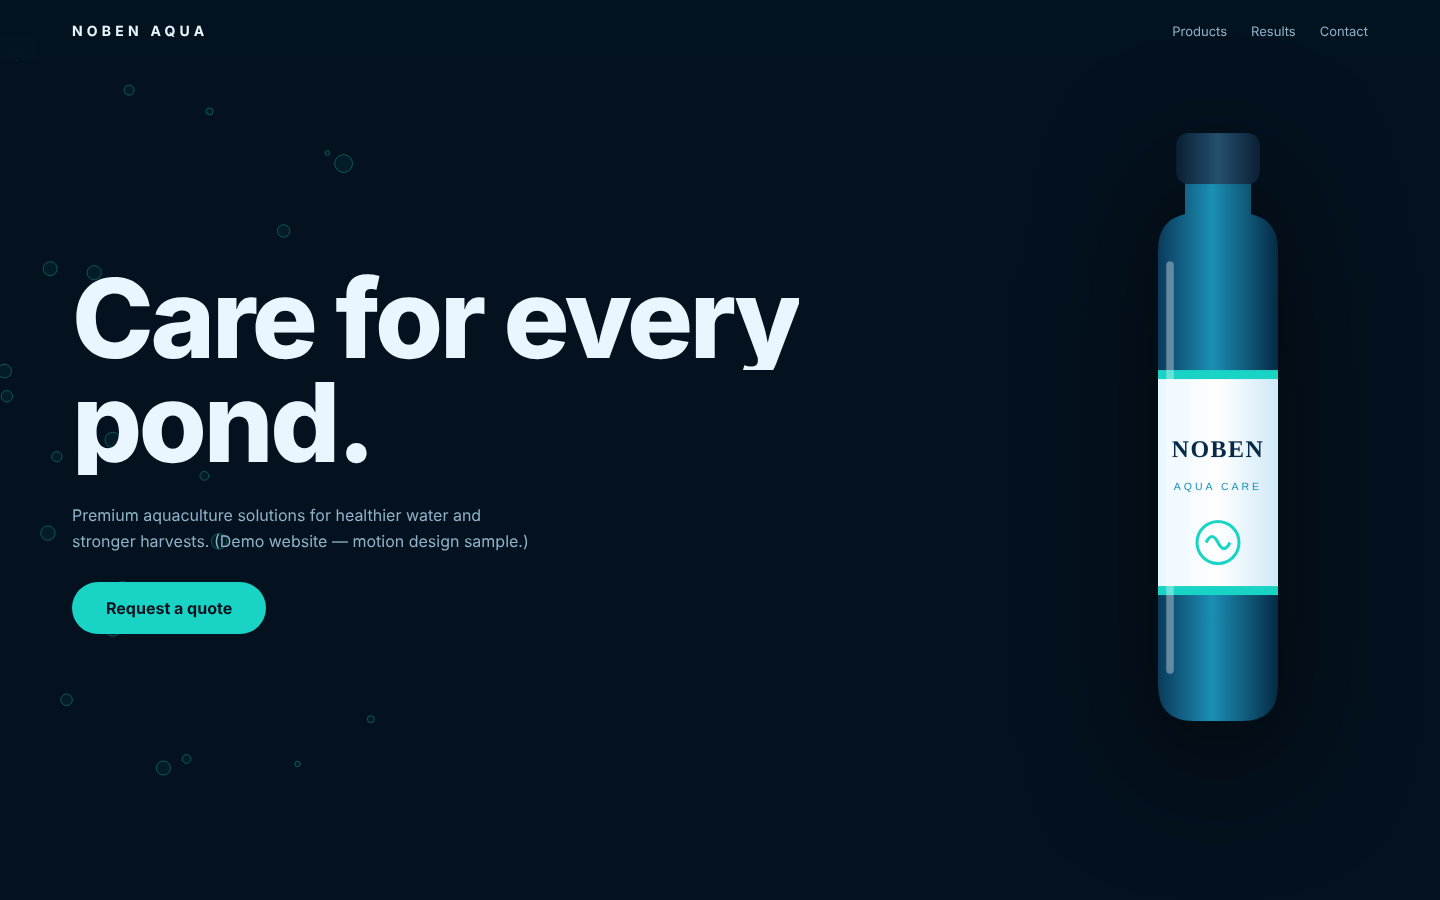 NOBEN AQUA
Products Results Contact
Care for every
pond.
Premium aquaculture solutions for healthier water and
stronger harvests. (Demo website — motion design sample.)
Request a quote
NOBEN
AQUA CARE